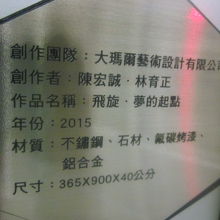 創作團隊：大瑪爾藝術設計有限公
創作者：陳宏誠．林育正
作品名稱：飛旋．夢的起點
年份：2015
材質：不鏽鋼、石材、氟碳烤漆、
鋁合金
尺寸：365X900X40公分